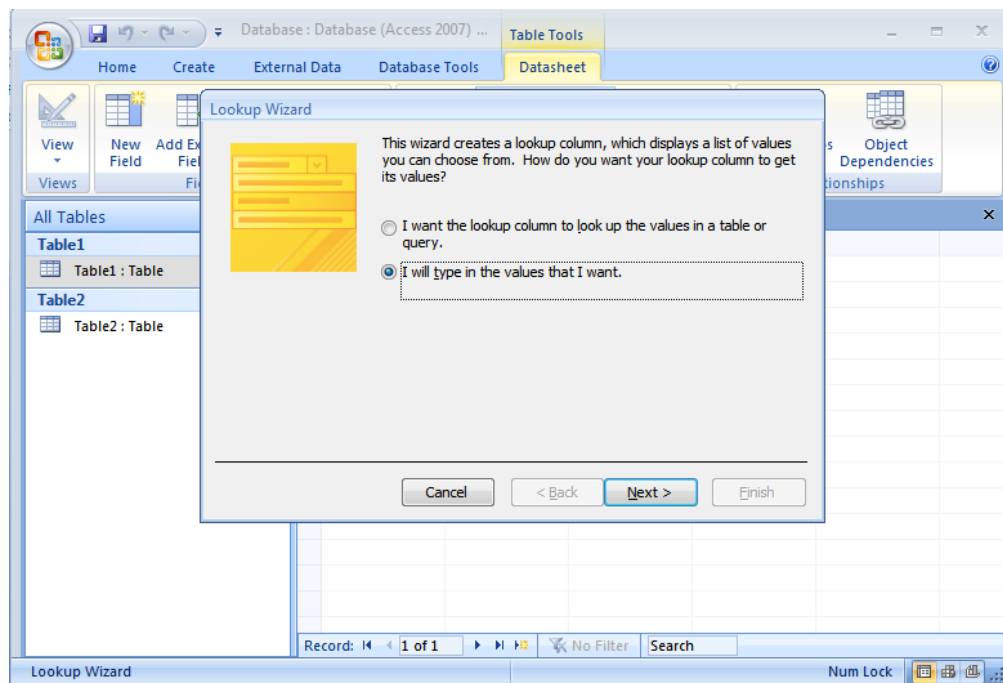 Database : Database (Access 2007) ...
Table Tools
Home
Create
External Data
Database Tools
Datasheet
View
New
Field
Add Ex
Fiel
Object
Dependencies
Views
Fi
tionships
Lookup Wizard
This wizard creates a lookup column, which displays a list of values
you can choose from. How do you want your lookup column to get
its values?
I want the lookup column to look up the values in a table or
query.
I will type in the values that I want.
Cancel
< Back
Next >
Finish
All Tables
Table1
Table1 : Table
Table2
Table2 : Table
Record:
1 of 1
No Filter
Search
Lookup Wizard
Num Lock